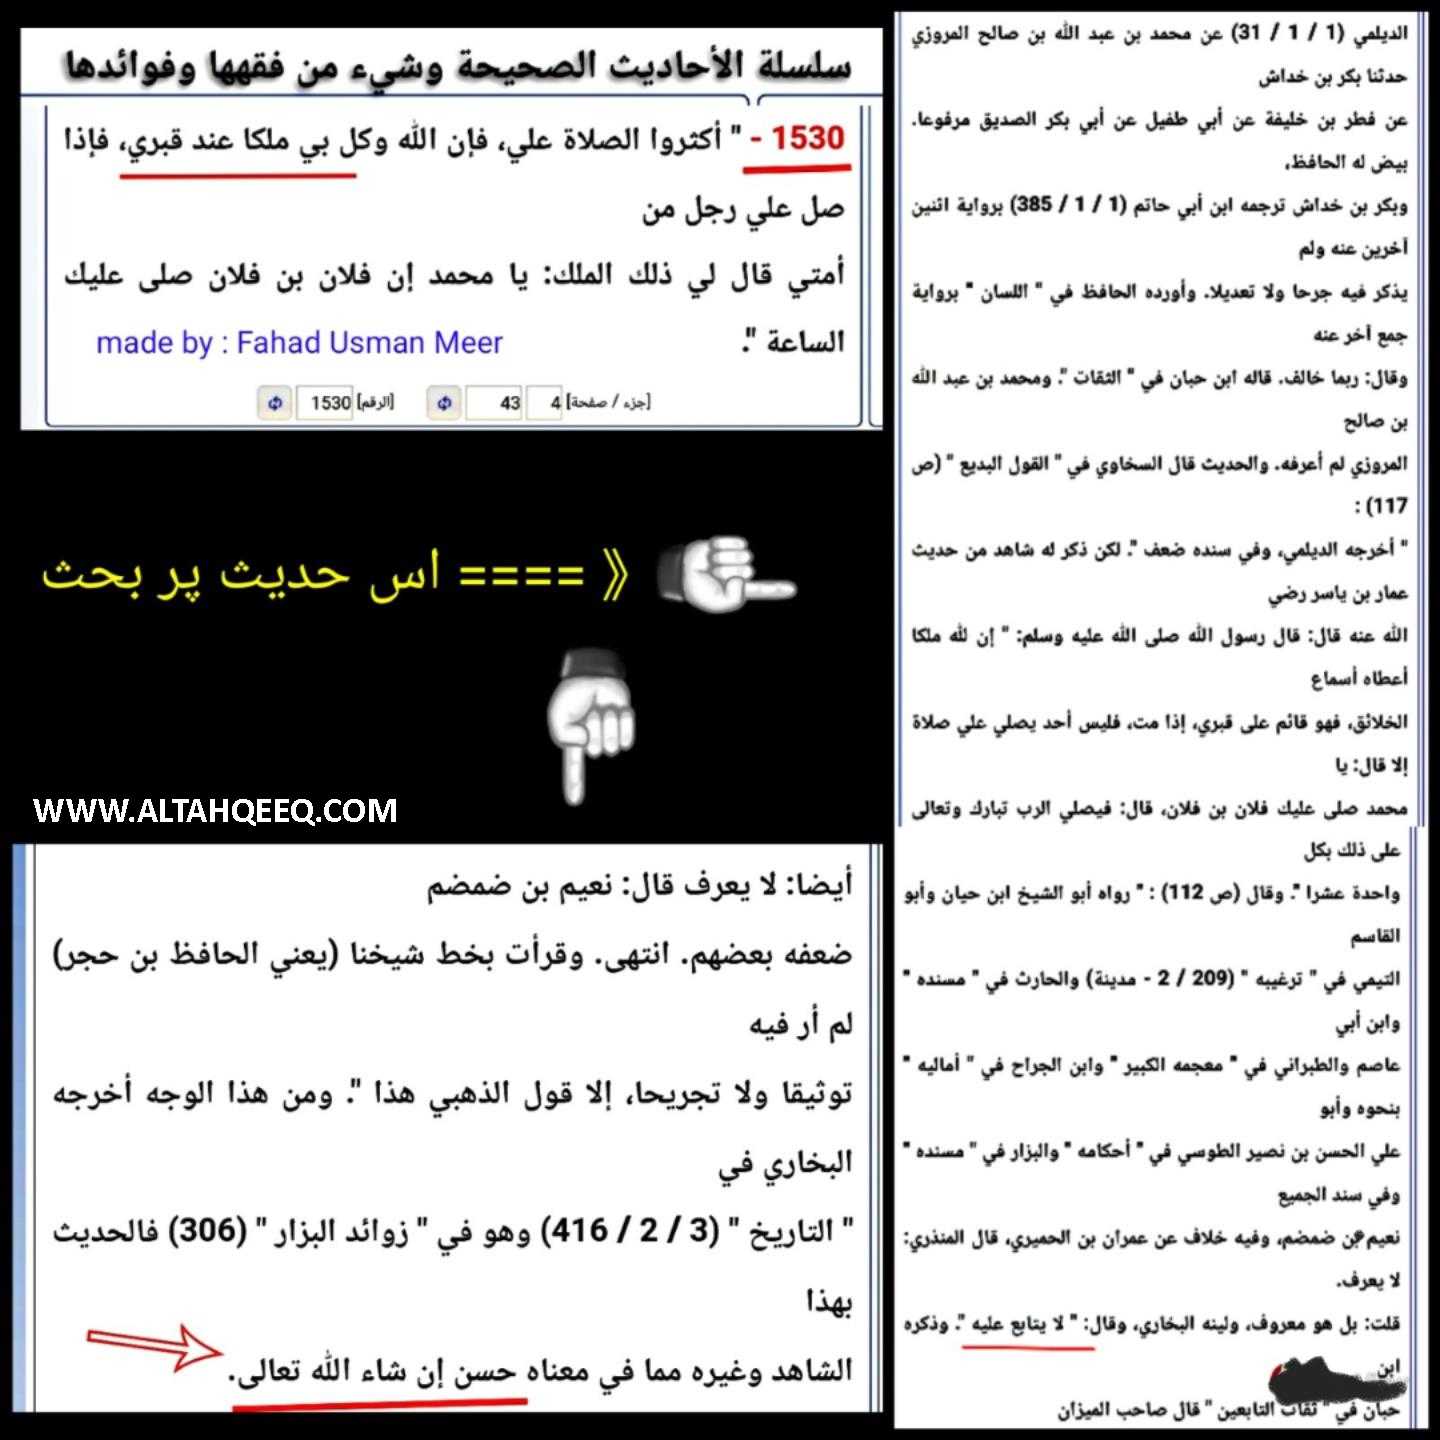 سلسلة الأحاديث الصحيحة وشيء من فقهها وفوائدها
1530 - " أكثروا الصلاة علي، فإن الله وكل بي ملكا عند قبري، فإذا
صل علي رجل من
أمتي قال لي ذلك الملك: يا محمد إن فلان بن فلان صلى عليك
الساعة ".
made by : Fahad Usman Meer
[جزء / صفحة] 4 43 [الرقم] 1530
اس حديث پر بحث ==== 《
WWW.ALTAHQEEQ.COM
الديلمي (1 / 1 / 31) عن محمد بن عبد الله بن صالح المروزي
حدثنا بكر بن خداش
عن فطر بن خليفة عن أبي طفيل عن أبي بكر الصديق مرفوعا.
بيض له الحافظ،
وبكر بن خداش ترجمه ابن أبي حاتم (1 / 1 / 385) برواية اثنين
آخرين عنه ولم
يذكر فيه جرحا ولا تعديلا. وأورده الحافظ في " اللسان " برواية
جمع آخر عنه
وقال: ربما خالف. قاله ابن حبان في " الثقات ". ومحمد بن عبد الله
بن صالح
المروزي لم أعرفه. والحديث قال السخاوي في " القول البديع " (ص
117) :
" أخرجه الديلمي، وفي سنده ضعف ". لكن ذكر له شاهد من حديث
عمار بن ياسر رضي
الله عنه قال: قال رسول الله صلى الله عليه وسلم: " إن لله ملكا
أعطاه أسماع
الخلائق، فهو قائم على قبري، إذا مت، فليس أحد يصلي علي صلاة
إلا قال: يا
محمد صلى عليك فلان بن فلان، قال: فيصلي الرب تبارك وتعالى
على ذلك بكل
واحدة عشرا ". وقال (ص 112) : " رواه أبو الشيخ ابن حيان وأبو
القاسم
التيمي في " ترغيبه " (209 / 2 - مدينة) والحارث في " مسنده "
وابن أبي
عاصم والطبراني في " معجمه الكبير " وابن الجراح في " أماليه "
بنحوه وأبو
علي الحسن بن نصير الطوسي في " أحكامه " والبزار في " مسنده "
وفي سند الجميع
نعيم بن ضمضم، وفيه خلاف عن عمران بن الحميري، قال المنذري:
لا يعرف.
قلت: بل هو معروف، ولينه البخاري، وقال: " لا يتابع عليه ". وذكره
ابن
حبان في " ثقات التابعين " قال صاحب الميزان
أيضا: لا يعرف قال: نعيم بن ضمضم
ضعفه بعضهم. انتهى. وقرأت بخط شيخنا (يعني الحافظ بن حجر)
لم أر فيه
توثيقا ولا تجريحا، إلا قول الذهبي هذا ". ومن هذا الوجه أخرجه
البخاري في
" التاريخ " (3 / 2 / 416) وهو في " زوائد البزار " (306) فالحديث
بهذا
الشاهد وغيره مما في معناه حسن إن شاء الله تعالى.